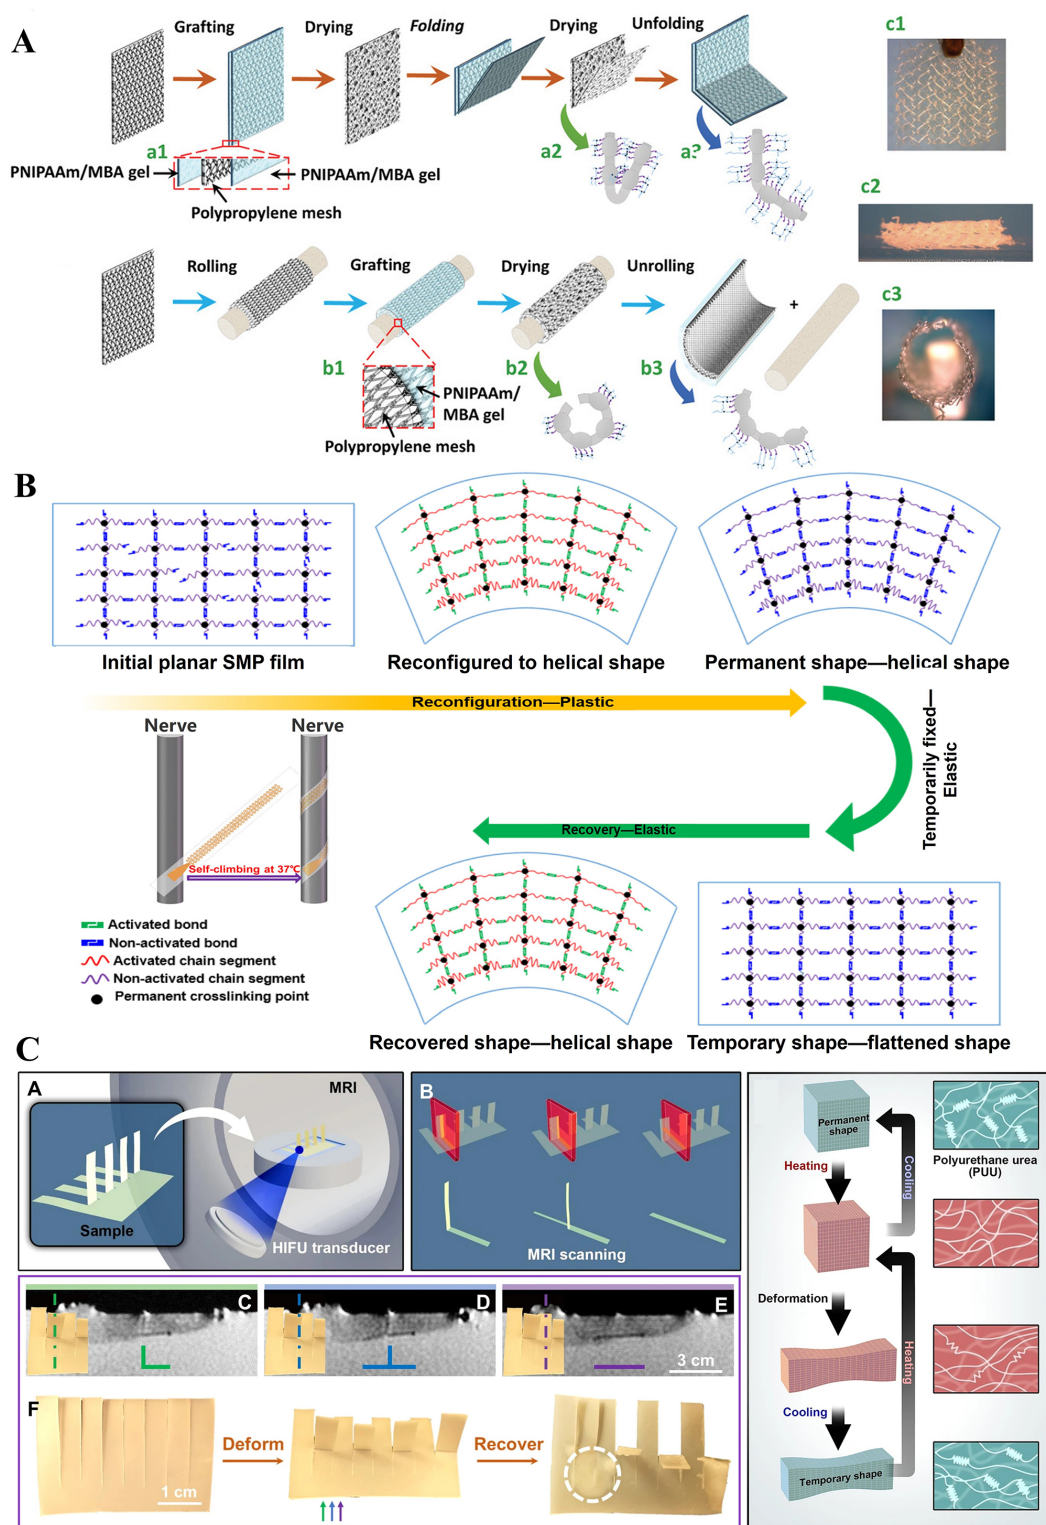 A
Grafting
Drying
Folding
Drying
Unfolding
c1
a1
a2
a3
PNIPAAm/MBA gel
PNIPAAm/MBA gel
Polypropylene mesh
c2
Rolling
Grafting
Drying
Unrolling
+
c3
b1
b2
b3
PNIPAAm/
MBA gel
Polypropylene mesh
B
Initial planar SMP film
Reconfigured to helical shape
Permanent shape—helical shape
Reconfiguration—Plastic
Nerve
Nerve
Temporarily fixed—
Elastic
Recovery—Elastic
Self-climbing at 37℃
Activated bond
Non-activated bond
Activated chain segment
Non-activated chain segment
Permanent crosslinking point
Recovered shape—helical shape
Temporary shape—flattened shape
C
A
MRI
Sample
HIFU transducer
B
MRI scanning
C
D
E
3 cm
F
1 cm
Deform
Recover
Permanent
shape
Cooling
Polyurethane urea
(PUU)
Heating
Deformation
Heating
Cooling
Temporary shape